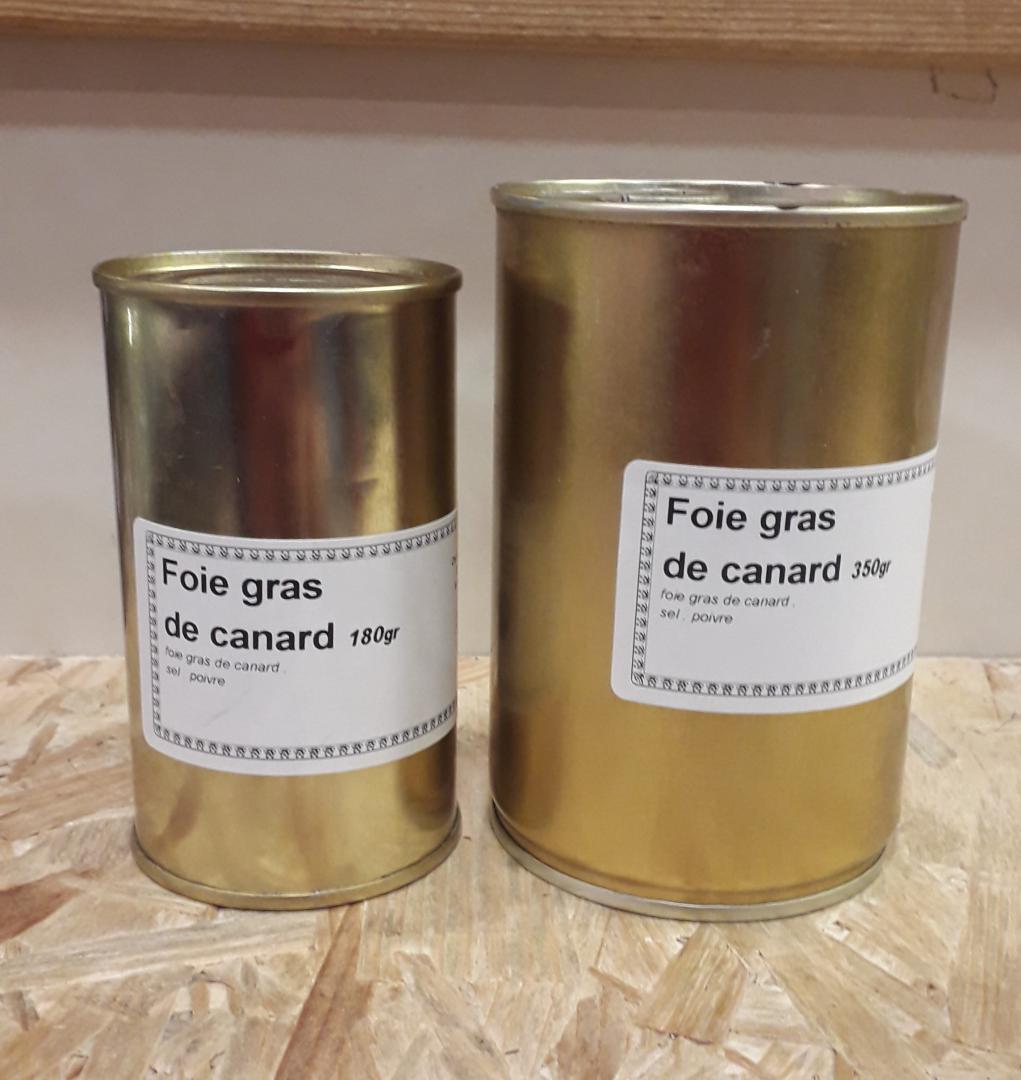 Foie gras
de canard 180gr
foie gras de canard .
sel . poivre
Foie gras
de canard 350gr
foie gras de canard .
sel . poivre